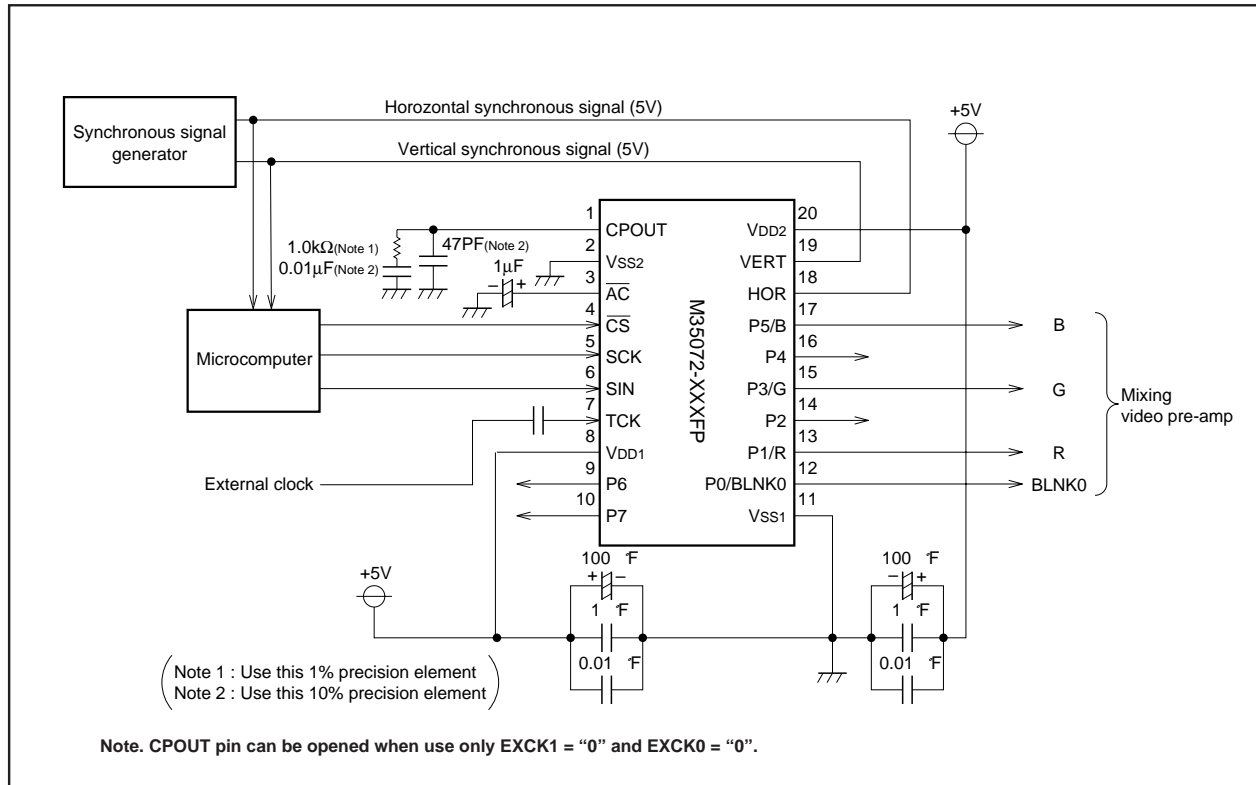 Horozontal synchronous signal (5V)
+5V
Synchronous signal
generator
Vertical synchronous signal (5V)
1
20
CPOUT
VDD2
1.0kΩ(Note 1)
47PF(Note 2)
2
19
0.01µF(Note 2)
1µF
VSS2
VERT
3
18
− +
AC
HOR
4
17
CS
P5/B
B
5
16
Microcomputer
SCK
P4
6
15
SIN
P3/G
G
Mixing
video pre-amp
7
14
TCK
P2
8
13
VDD1
P1/R
R
9
12
External clock
P6
P0/BLNK0
BLNK0
10
11
P7
VSS1
M35072-XXXFP
100 °F
100 °F
+5V
+ −
− +
1 °F
1 °F
0.01 °F
0.01 °F
Note 1 : Use this 1% precision element
Note 2 : Use this 10% precision element
Note. CPOUT pin can be opened when use only EXCK1 = “0” and EXCK0 = “0”.